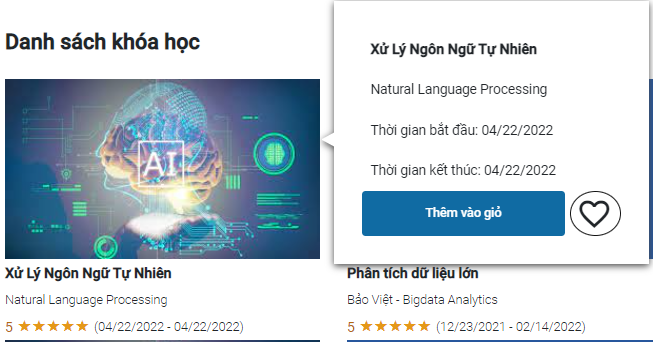 Danh sách khóa học
AI
Xử Lý Ngôn Ngữ Tự Nhiên
Natural Language Processing
5 ★★★★★ (04/22/2022 - 04/22/2022)
Xử Lý Ngôn Ngữ Tự Nhiên
Natural Language Processing
Thời gian bắt đầu: 04/22/2022
Thời gian kết thúc: 04/22/2022
Thêm vào giỏ
Phân tích dữ liệu lớn
Bảo Việt - Bigdata Analytics
5 ★★★★★ (12/23/2021 - 02/14/2022)